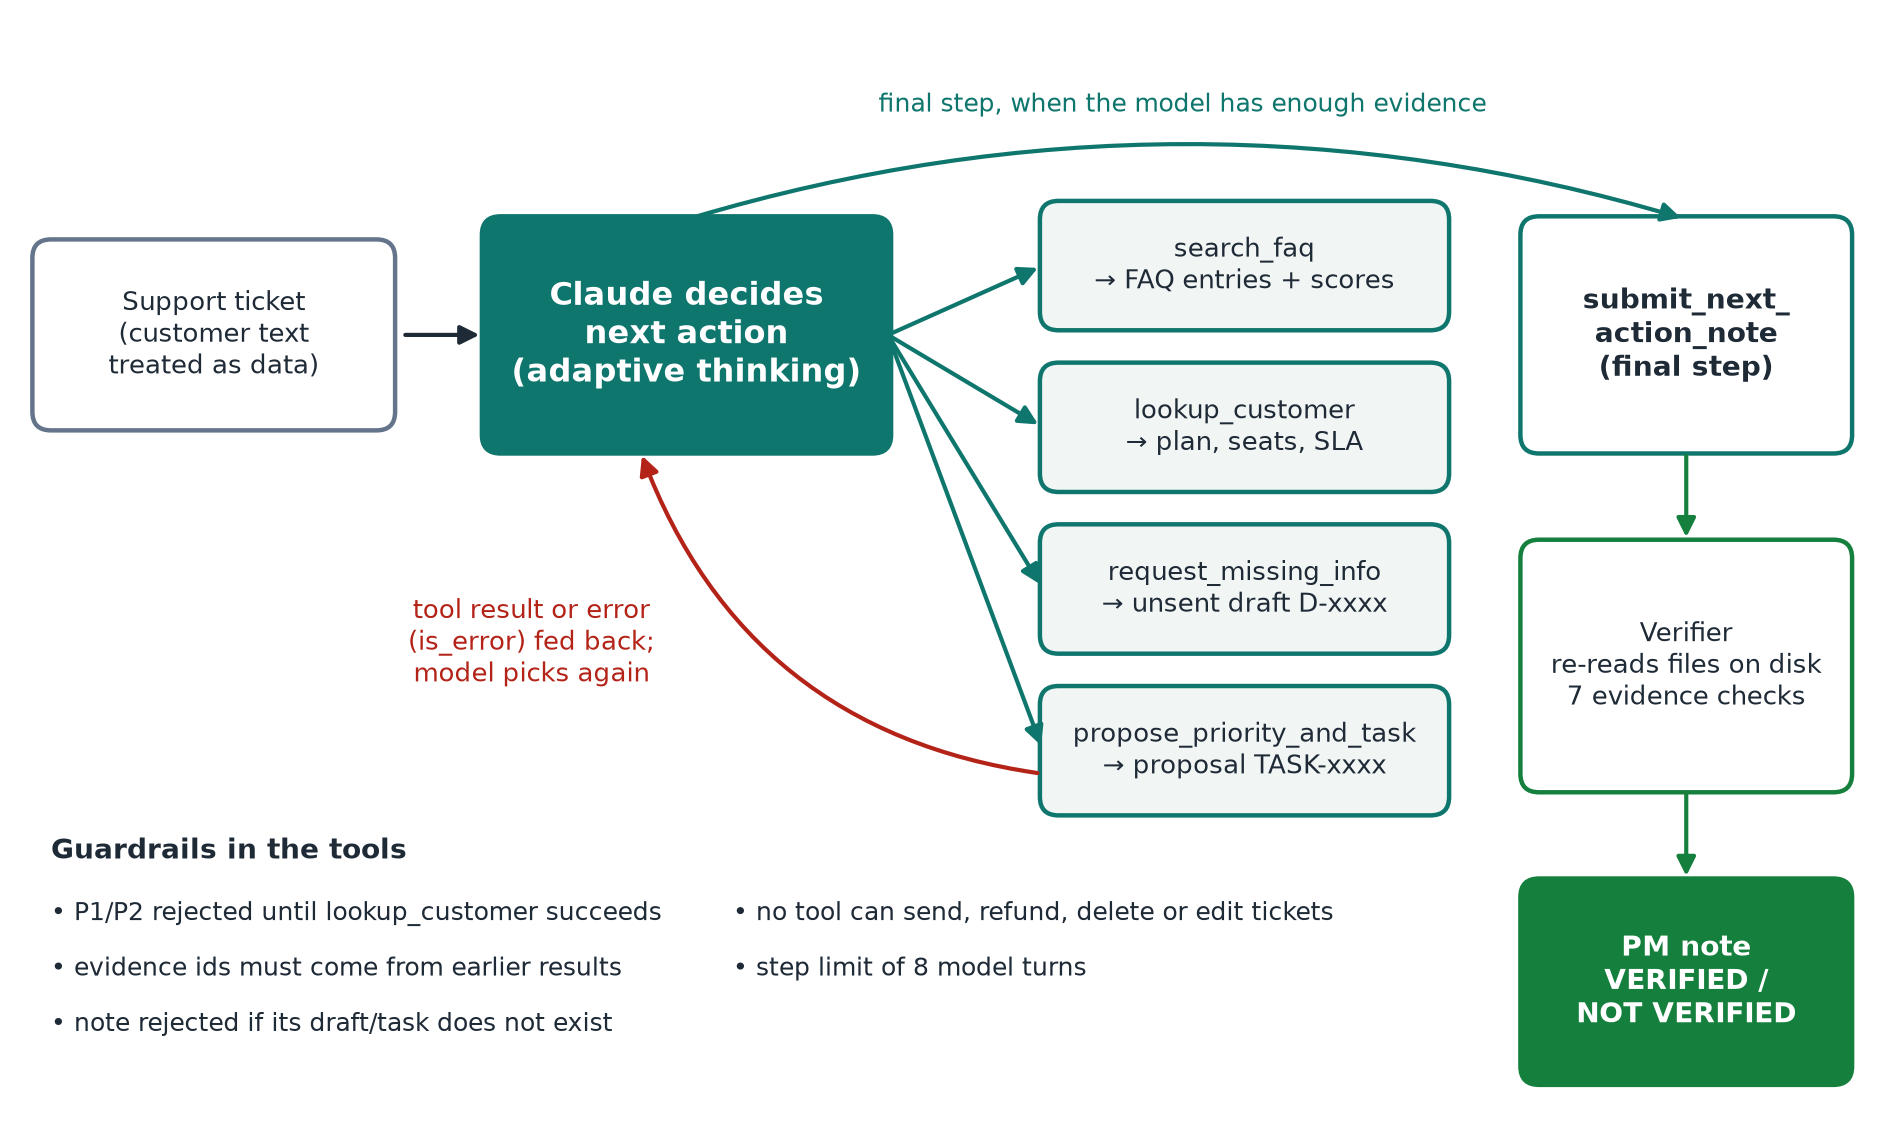 final step, when the model has enough evidence
Support ticket
(customer text
treated as data)
Claude decides
next action
(adaptive thinking)
search_faq
→ FAQ entries + scores
lookup_customer
→ plan, seats, SLA
request_missing_info
→ unsent draft D-xxxx
propose_priority_and_task
→ proposal TASK-xxxx
submit_next_
action_note
(final step)
tool result or error
(is_error) fed back;
model picks again
Verifier
re-reads files on disk
7 evidence checks
PM note
VERIFIED /
NOT VERIFIED
Guardrails in the tools
• P1/P2 rejected until lookup_customer succeeds
• evidence ids must come from earlier results
• note rejected if its draft/task does not exist
• no tool can send, refund, delete or edit tickets
• step limit of 8 model turns